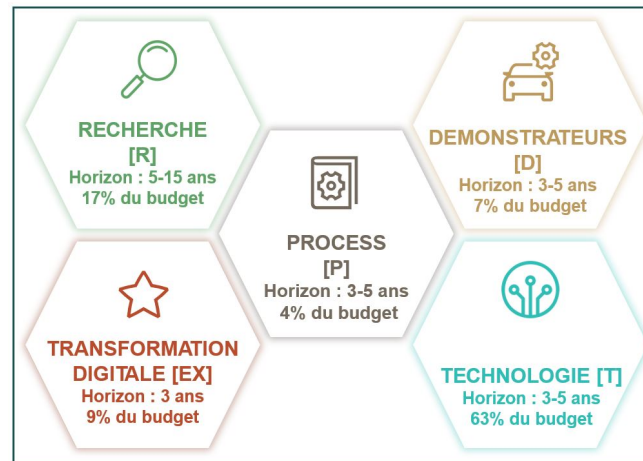 RECHERCHE
[R]
Horizon : 5-15 ans
17% du budget
DEMONSTRATEURS
[D]
Horizon : 3-5 ans
7% du budget
PROCESS
[P]
Horizon : 3-5 ans
4% du budget
TRANSFORMATION
DIGITALE [EX]
Horizon : 3 ans
9% du budget
TECHNOLOGIE [T]
Horizon : 3-5 ans
63% du budget